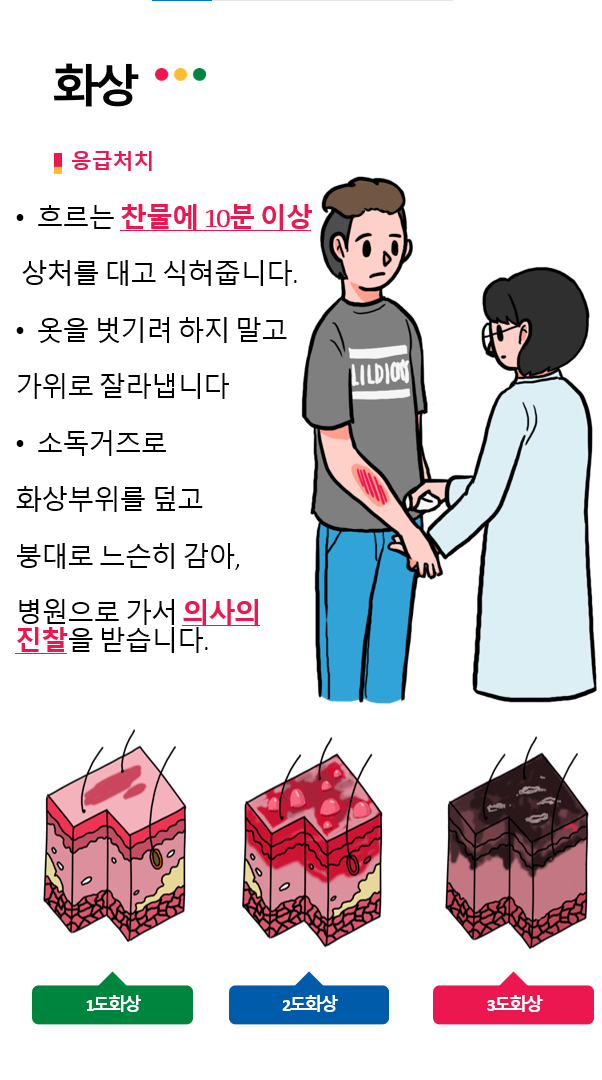 화상
응급처치
• 흐르는 찬물에 10분 이상
상처를 대고 식혀줍니다.
• 옷을 벗기려 하지 말고
가위로 잘라냅니다
• 소독거즈로
화상부위를 덮고
붕대로 느슨히 감아,
병원으로 가서 의사의
진찰을 받습니다.
1도화상
2도화상
3도화상